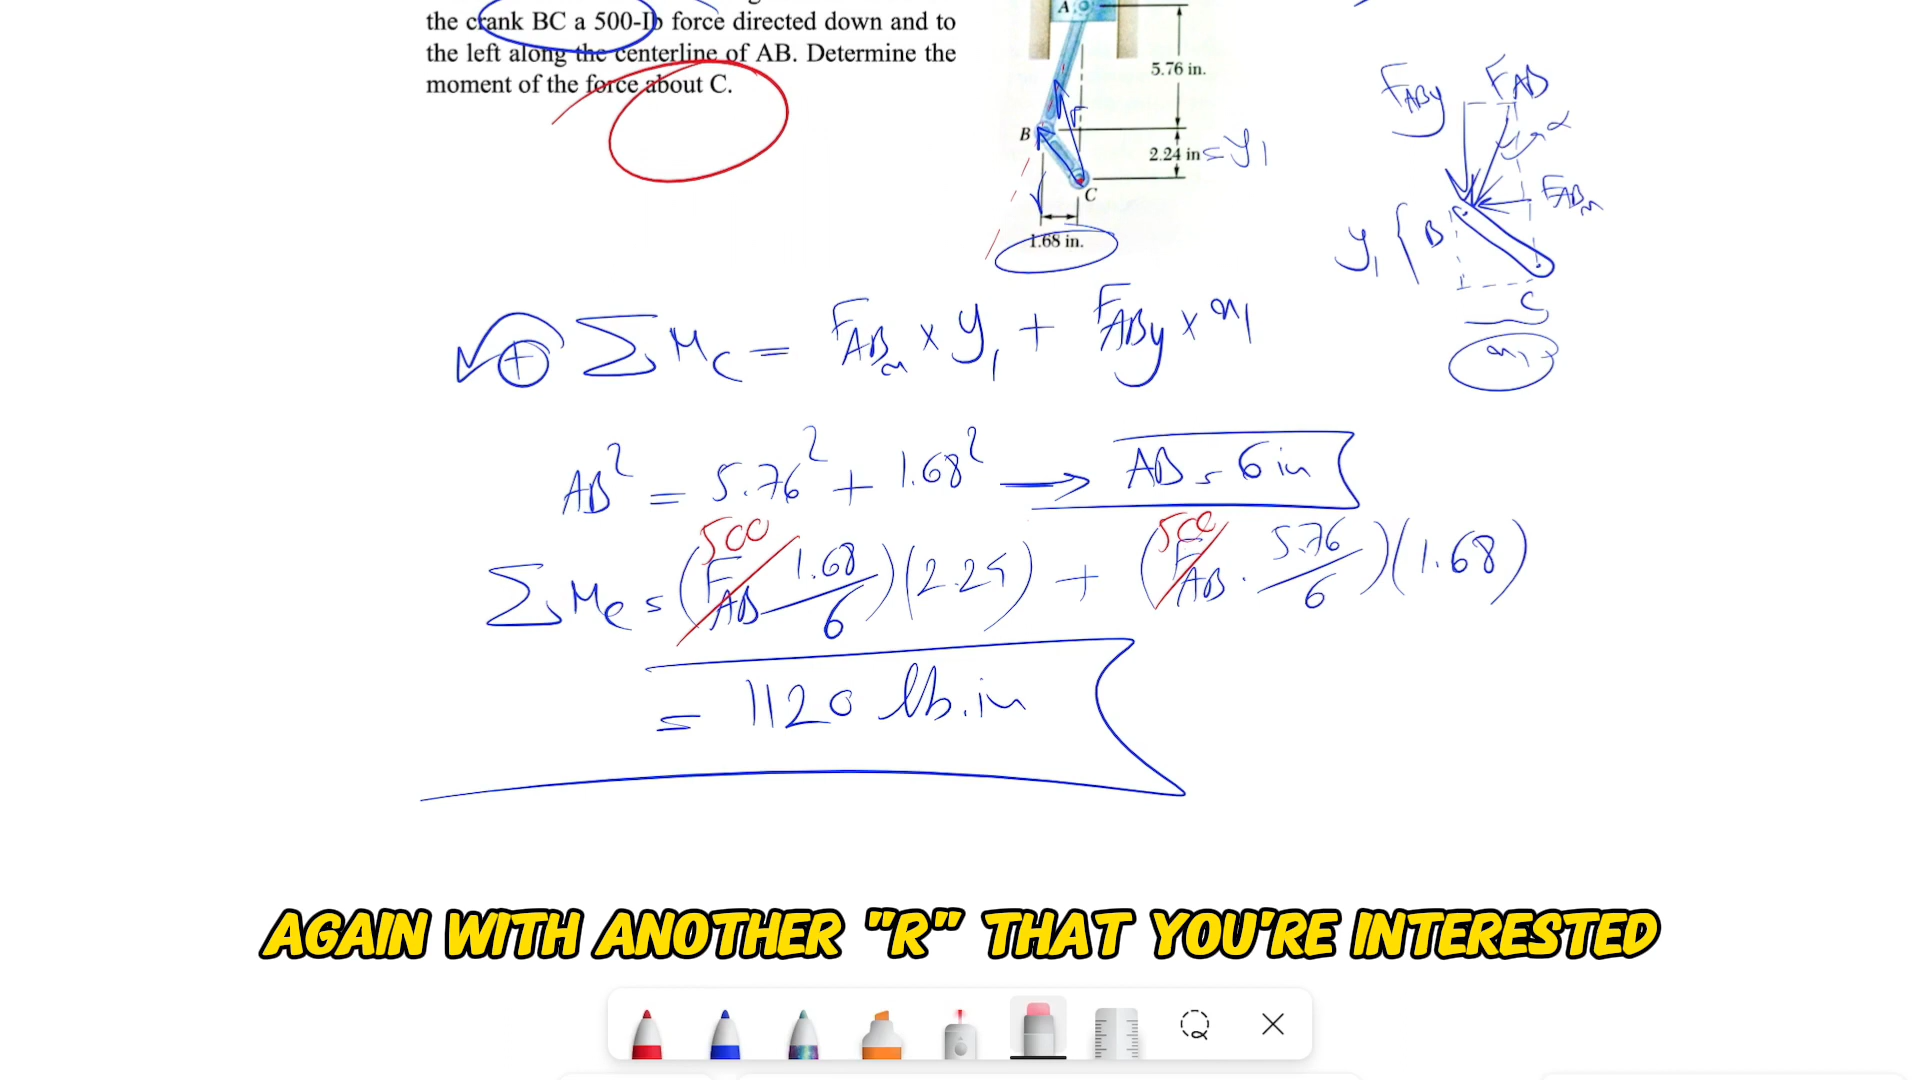 the crank BC a 500-Ib force directed down and to
the left along the centerline of AB. Determine the
moment of the force about C.
A
5.76 in.
B
2.24 in = y1
C
1.68 in.
FABy FAB
α
FABx
y1 { B
C
x1
+ ΣMC = FABx × y1 + FABy × x1
AB² = 5.76² + 1.68² → AB = 6 in
500 500
ΣMC = (FAB 1.68/6)(2.24) + (FAB · 5.76/6)(1.68)
= 1120 lb.in
AGAIN WITH ANOTHER "R" THAT YOU'RE INTERESTED